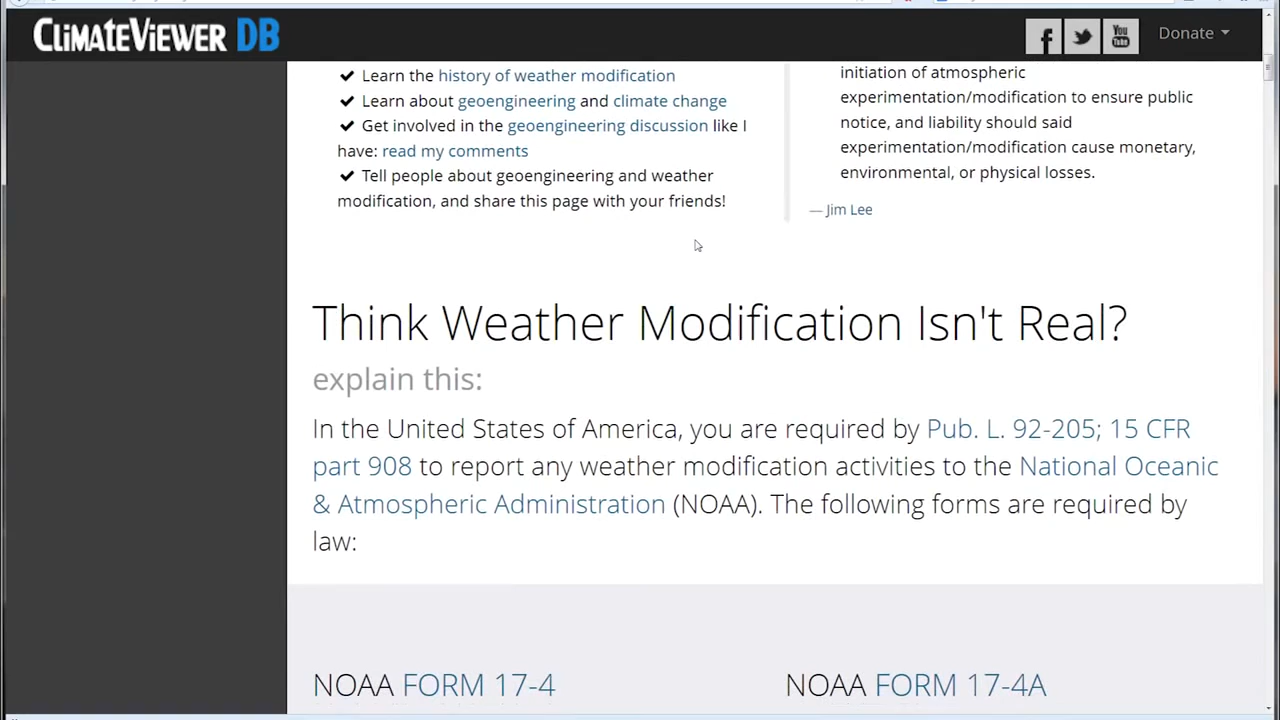 CLIMATEVIEWER DB
f
You Tube
Donate
Learn the history of weather modification
Learn about geoengineering and climate change
Get involved in the geoengineering discussion like I
have: read my comments
Tell people about geoengineering and weather
modification, and share this page with your friends!
initiation of atmospheric
experimentation/modification to ensure public
notice, and liability should said
experimentation/modification cause monetary,
environmental, or physical losses.
— Jim Lee
Think Weather Modification Isn't Real?
explain this:
In the United States of America, you are required by Pub. L. 92-205; 15 CFR
part 908 to report any weather modification activities to the National Oceanic
& Atmospheric Administration (NOAA). The following forms are required by
law:
NOAA FORM 17-4
NOAA FORM 17-4A